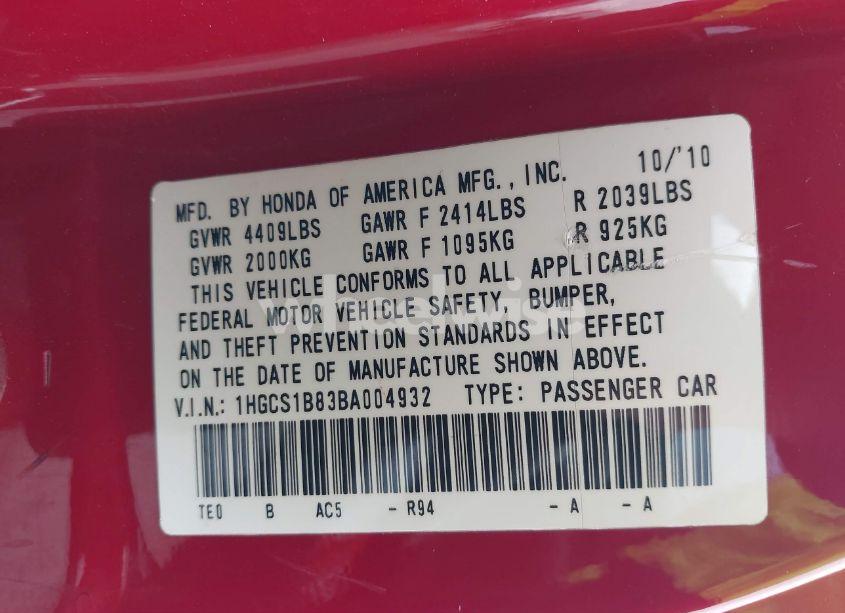 10/'10
MFD. BY HONDA OF AMERICA MFG., INC.
GVWR 4409LBS GAWR F 2414LBS R 2039LBS
GVWR 2000KG GAWR F 1095KG R 925KG
THIS VEHICLE CONFORMS TO ALL APPLICABLE
FEDERAL MOTOR VEHICLE SAFETY, BUMPER,
AND THEFT PREVENTION STANDARDS IN EFFECT
ON THE DATE OF MANUFACTURE SHOWN ABOVE.
V.I.N.: 1HGCS1B83BA004932 TYPE: PASSENGER CAR
TE0 B AC5 - R94 - A - A
wheelwise